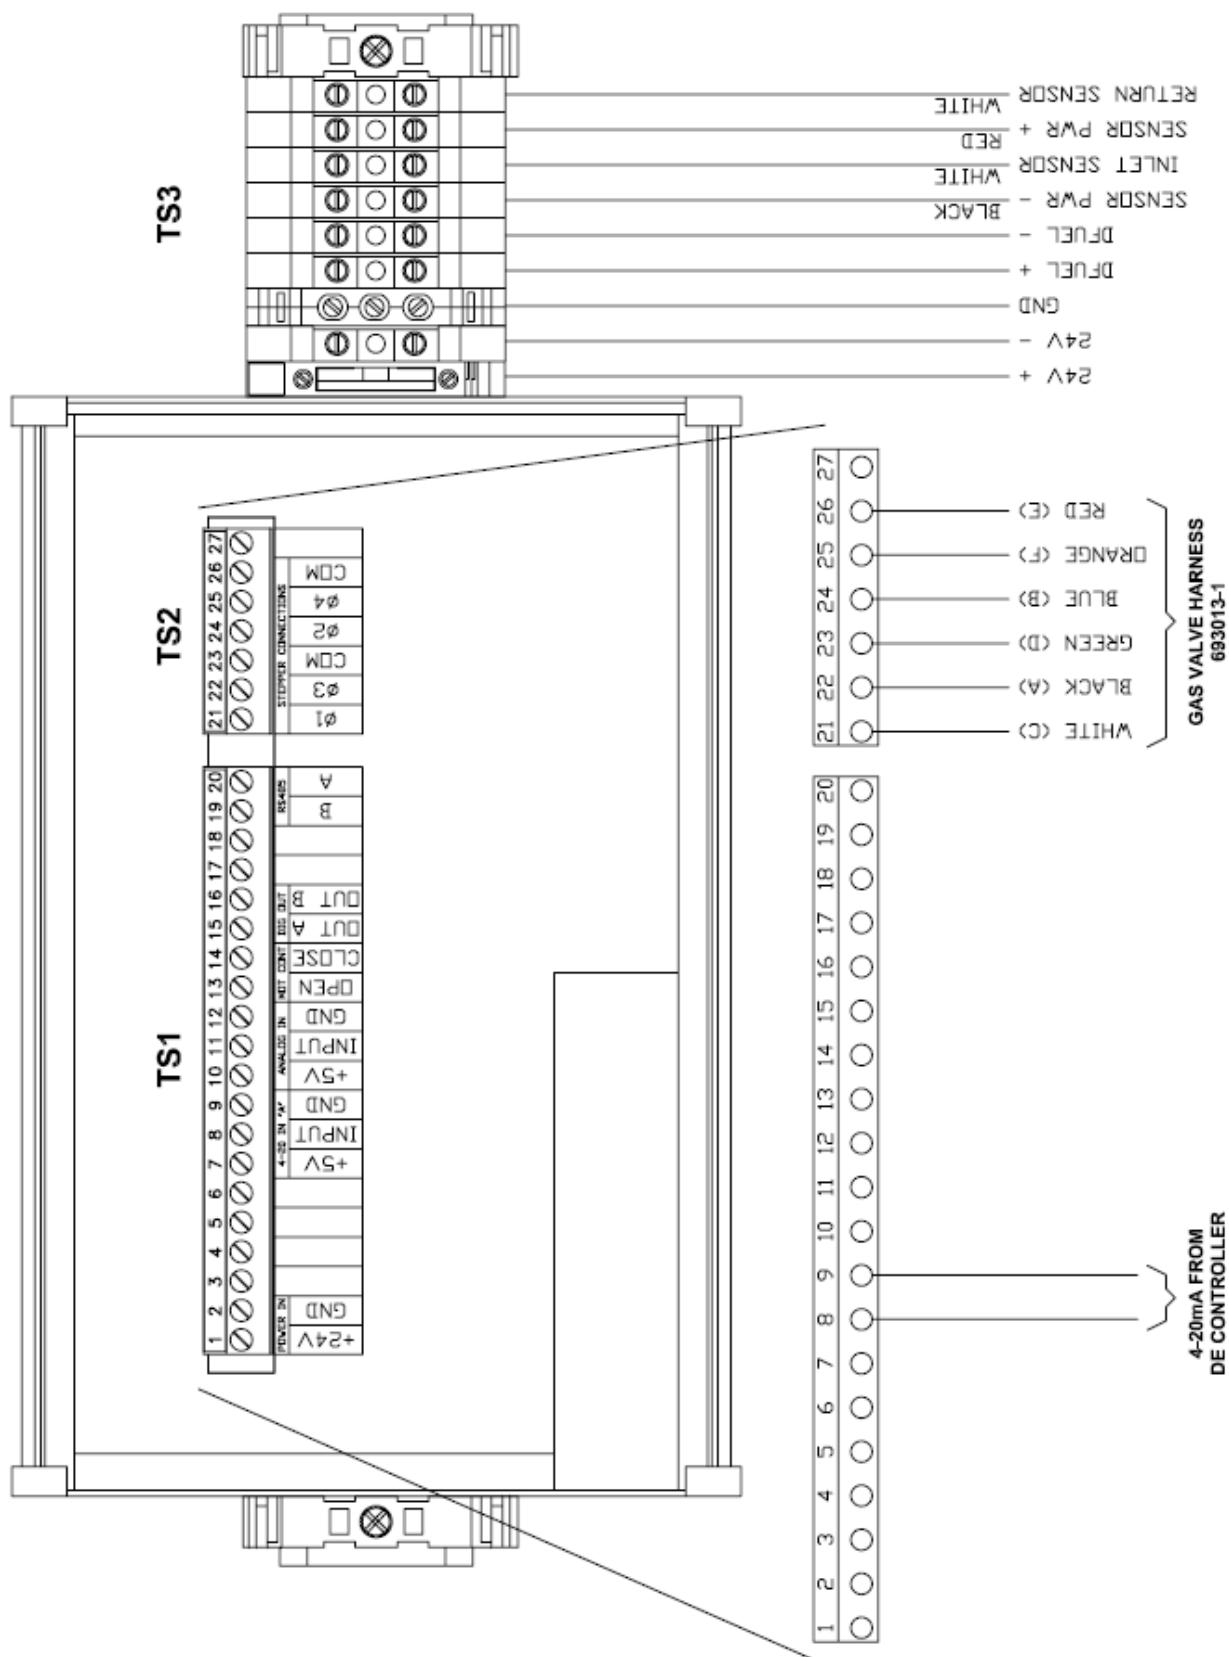 TS3
RETURN SENSOR
WHITE
SENSOR PWR +
RED
INLET SENSOR
WHITE
SENSOR PWR -
BLACK
DFUEL -
DFUEL +
GND
24V -
24V +
TS2
27
26 COM
25 Ø4
24 Ø2
23 COM
22 Ø3
21 Ø1
STEPPER CONNECTIONS
TS1
20 A
19 B
RS485
18
17
16 OUT B
15 OUT A
DIG OUT
14 CLOSE
13 OPEN
MOT CONT
12 GND
11 INPUT
10 +5V
ANALOG IN
9 GND
8 INPUT
7 +5V
4-20 IN "A"
6
5
4
3
2 GND
1 +24V
POWER IN
27
26 RED (E)
25 ORANGE (F)
24 BLUE (B)
23 GREEN (D)
22 BLACK (A)
21 WHITE (C)
GAS VALVE HARNESS
693013-1
20
19
18
17
16
15
14
13
12
11
10
9
8
7
6
5
4
3
2
1
4-20mA FROM
DE CONTROLLER